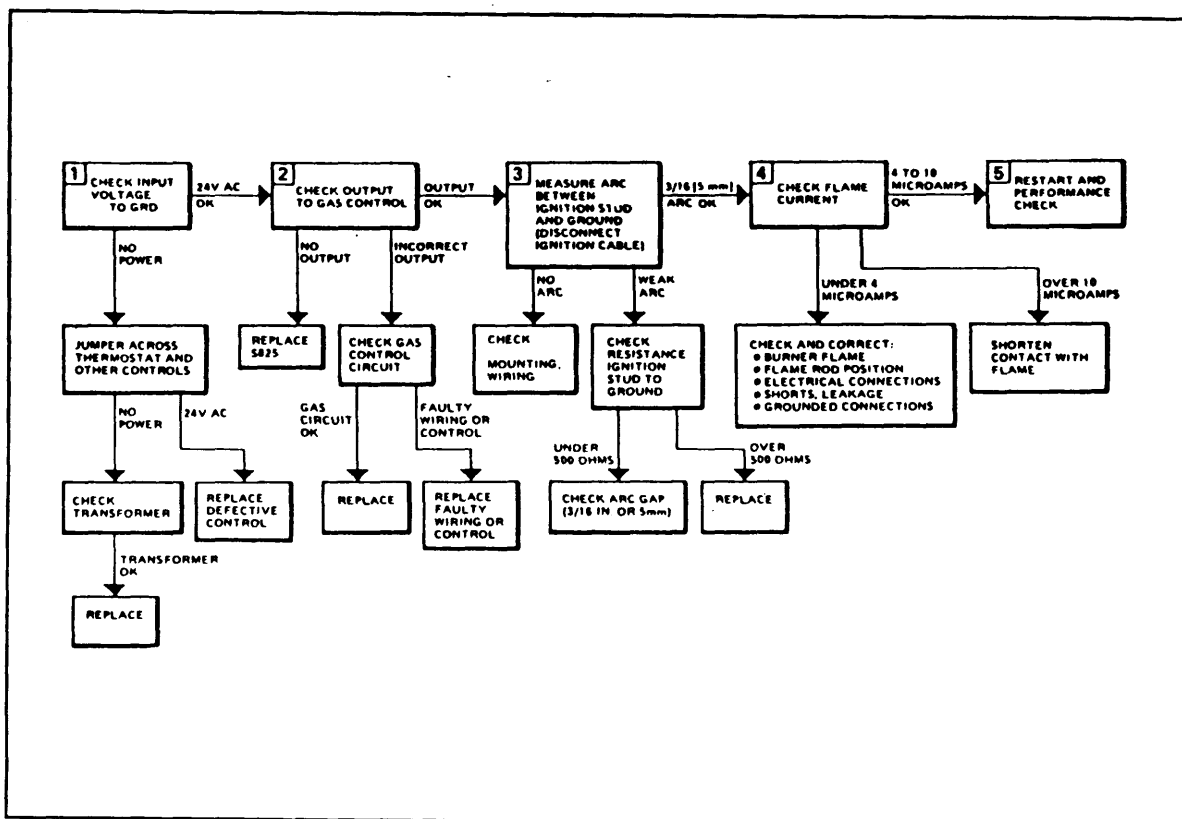 1
CHECK INPUT
VOLTAGE
TO GRD
24V AC
OK
2
CHECK OUTPUT
TO GAS CONTROL
OUTPUT
OK
3
MEASURE ARC
BETWEEN
IGNITION STUD
AND GROUND
(DISCONNECT
IGNITION CABLE)
3/16 [5 mm]
ARC OK
4
CHECK FLAME
CURRENT
4 TO 10
MICROAMPS
OK
5
RESTART AND
PERFORMANCE
CHECK
NO
POWER
NO
OUTPUT
INCORRECT
OUTPUT
NO
ARC
WEAK
ARC
UNDER 4
MICROAMPS
OVER 10
MICROAMPS
JUMPER ACROSS
THERMOSTAT AND
OTHER CONTROLS
REPLACE
S825
CHECK GAS
CONTROL
CIRCUIT
CHECK
MOUNTING,
WIRING
CHECK
RESISTANCE
IGNITION
STUD TO
GROUND
CHECK AND CORRECT:
• BURNER FLAME
• FLAME ROD POSITION
• ELECTRICAL CONNECTIONS
• SHORTS, LEAKAGE
• GROUNDED CONNECTIONS
SHORTEN
CONTACT WITH
FLAME
NO
POWER
24V AC
GAS
CIRCUIT
OK
FAULTY
WIRING OR
CONTROL
UNDER
500 OHMS
OVER
500 OHMS
CHECK
TRANSFORMER
REPLACE
DEFECTIVE
CONTROL
REPLACE
REPLACE
FAULTY
WIRING OR
CONTROL
CHECK ARC GAP
(3/16 IN. OR 5mm)
REPLACE
TRANSFORMER
OK
REPLACE